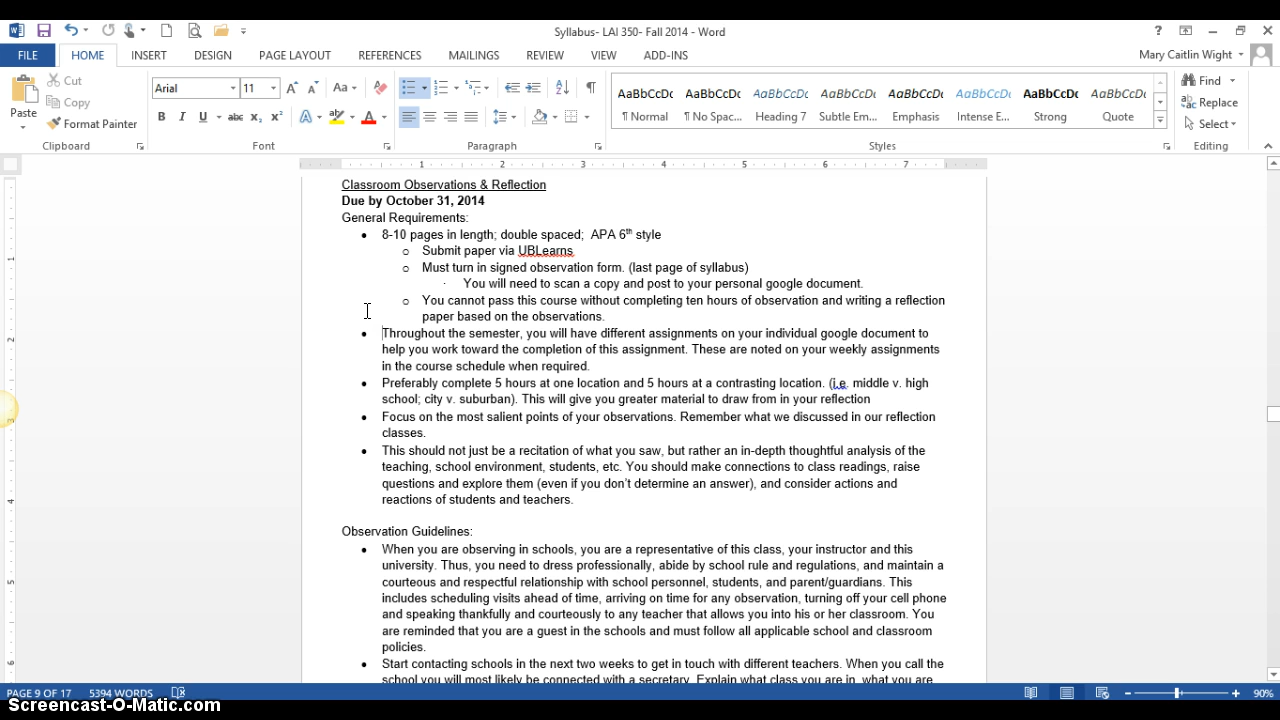 Syllabus- LAI 350- Fall 2014 - Word
FILE HOME INSERT DESIGN PAGE LAYOUT REFERENCES MAILINGS REVIEW VIEW ADD-INS Mary Caitlin Wight
Paste Cut Copy Format Painter
Arial 11 Aa
B I U abc x₂ x² A A
AaBbCcDc AaBbCcDc AaBbCcDc AaBbCcDc AaBbCcDc AaBbCcDc AaBbCcDc AaBbCcDc
¶ Normal ¶ No Spac... Heading 7 Subtle Em... Emphasis Intense E... Strong Quote
Find Replace Select
Clipboard Font Paragraph Styles Editing
1 2 3 4 5 6 7
Classroom Observations & Reflection
Due by October 31, 2014
General Requirements:
• 8-10 pages in length; double spaced; APA 6th style
o Submit paper via UBLearns
o Must turn in signed observation form. (last page of syllabus)
· You will need to scan a copy and post to your personal google document.
o You cannot pass this course without completing ten hours of observation and writing a reflection
paper based on the observations.
• Throughout the semester, you will have different assignments on your individual google document to
help you work toward the completion of this assignment. These are noted on your weekly assignments
in the course schedule when required.
• Preferably complete 5 hours at one location and 5 hours at a contrasting location. (i.e. middle v. high
school; city v. suburban). This will give you greater material to draw from in your reflection
• Focus on the most salient points of your observations. Remember what we discussed in our reflection
classes.
• This should not just be a recitation of what you saw, but rather an in-depth thoughtful analysis of the
teaching, school environment, students, etc. You should make connections to class readings, raise
questions and explore them (even if you don't determine an answer), and consider actions and
reactions of students and teachers.
Observation Guidelines:
• When you are observing in schools, you are a representative of this class, your instructor and this
university. Thus, you need to dress professionally, abide by school rule and regulations, and maintain a
courteous and respectful relationship with school personnel, students, and parent/guardians. This
includes scheduling visits ahead of time, arriving on time for any observation, turning off your cell phone
and speaking thankfully and courteously to any teacher that allows you into his or her classroom. You
are reminded that you are a guest in the schools and must follow all applicable school and classroom
policies.
• Start contacting schools in the next two weeks to get in touch with different teachers. When you call the
school you will most likely be connected with a secretary. Explain what class you are in, what you are
1 2 3 4 5 6
PAGE 9 OF 17 5394 WORDS 90%
Screencast-O-Matic.com